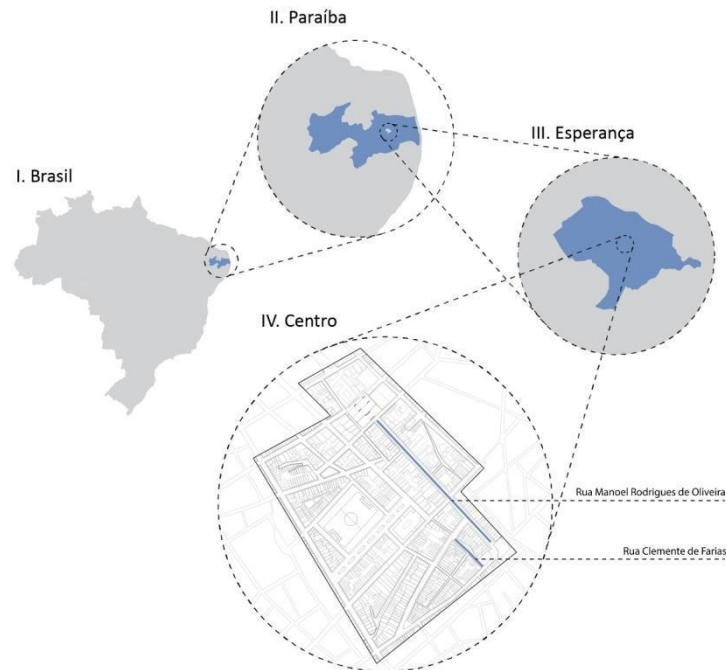 II. Paraíba
III. Esperança
I. Brasil
IV. Centro
Rua Manoel Rodrigues de Oliveira
Rua Clemente de Farias